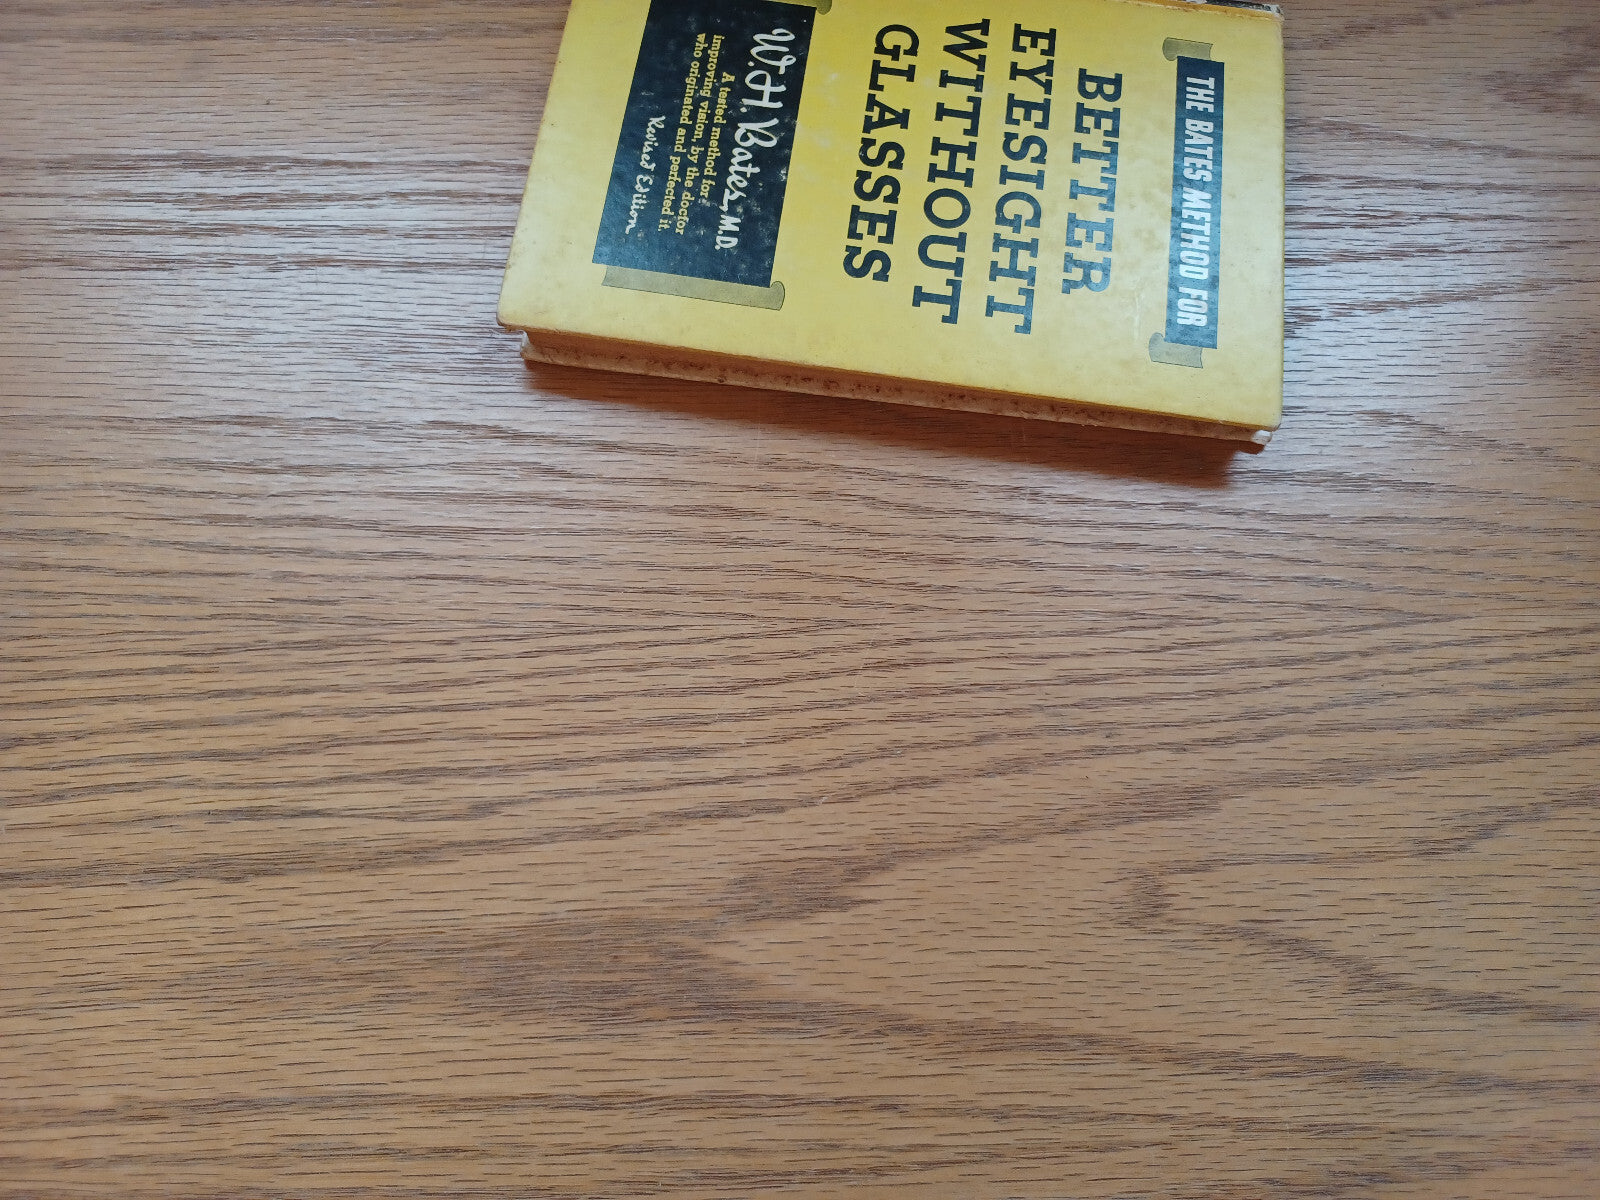 THE BATES METHOD FOR
BETTER
EYESIGHT
WITHOUT
GLASSES
W.H. Bates, M.D.
A tested method for
improving vision, by the doctor
who originated and perfected it.
Revised Edition